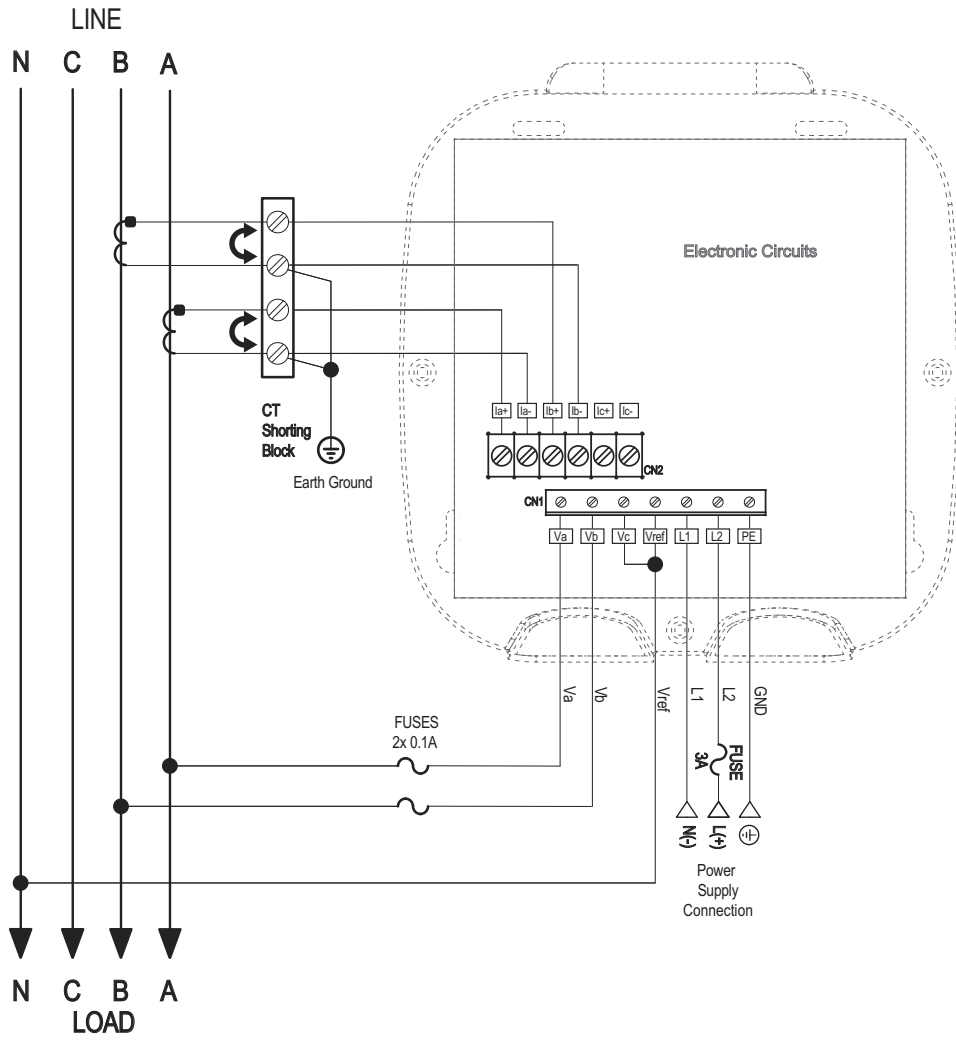 LINE
N C B A
Electronic Circuits
CT
Shorting
Block
Earth Ground
Ia+ Ia- Ib+ Ib- Ic+ Ic-
CN2
CN1
Va Vb Vc Vref L1 L2 PE
Va
Vb
Vref
L1
L2
GND
FUSES
2x 0.1A
FUSE
3A
N(-)
L(+)
Power
Supply
Connection
N C B A
LOAD